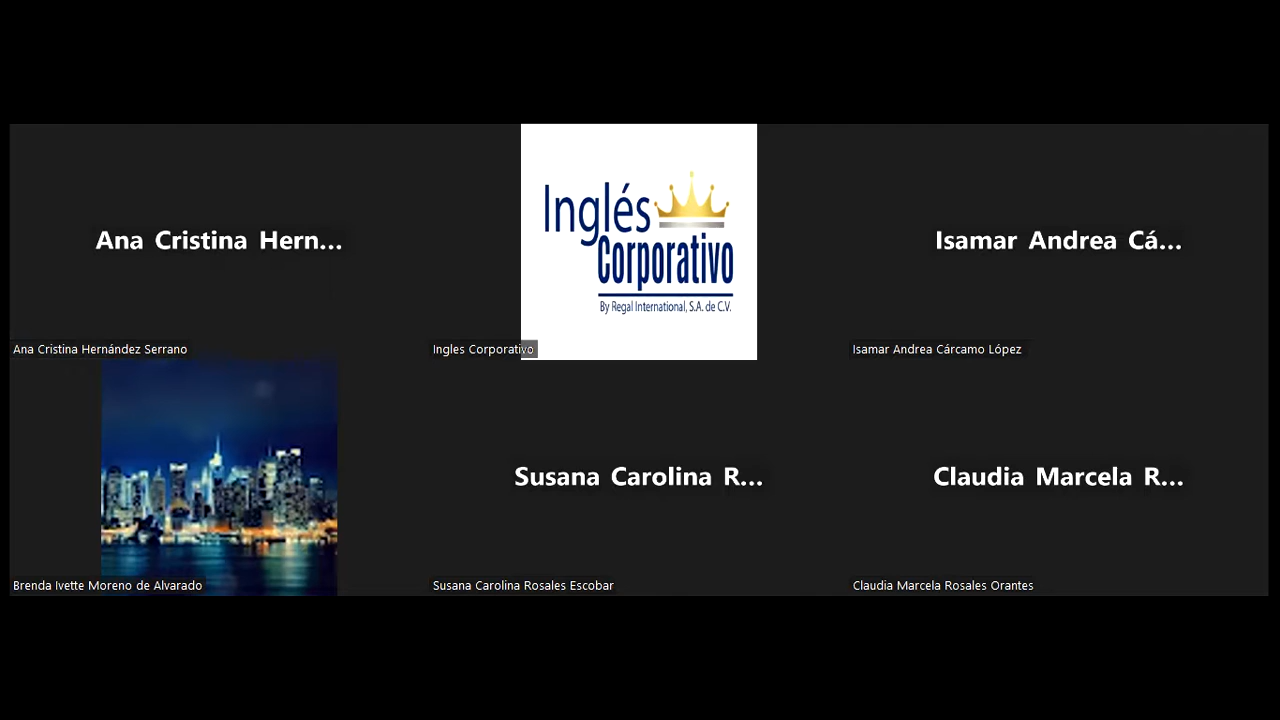 Ana Cristina Hern...
Inglés
Corporativo
By Regal International, S.A. de C.V.
Isamar Andrea Cá...
Ana Cristina Hernández Serrano
Ingles Corporativo
Isamar Andrea Cárcamo López
Susana Carolina R...
Claudia Marcela R...
Brenda Ivette Moreno de Alvarado
Susana Carolina Rosales Escobar
Claudia Marcela Rosales Orantes